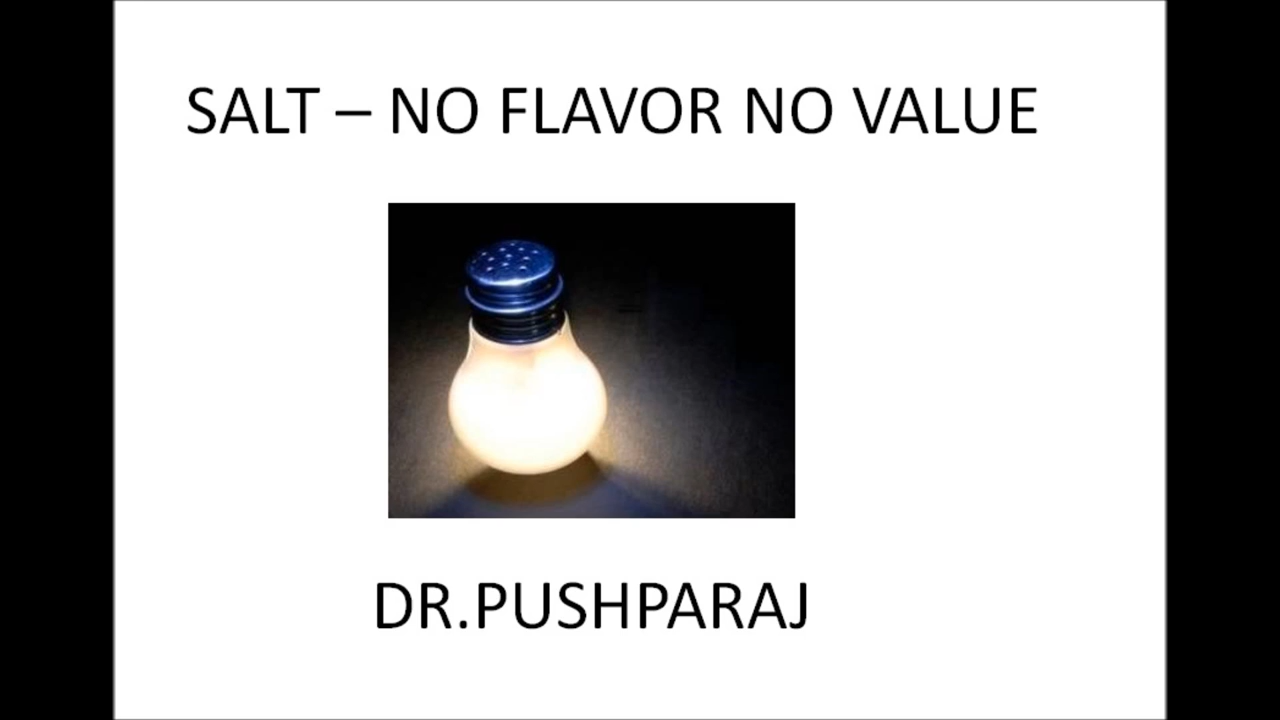 SALT – NO FLAVOR NO VALUE
DR.PUSHPARAJ